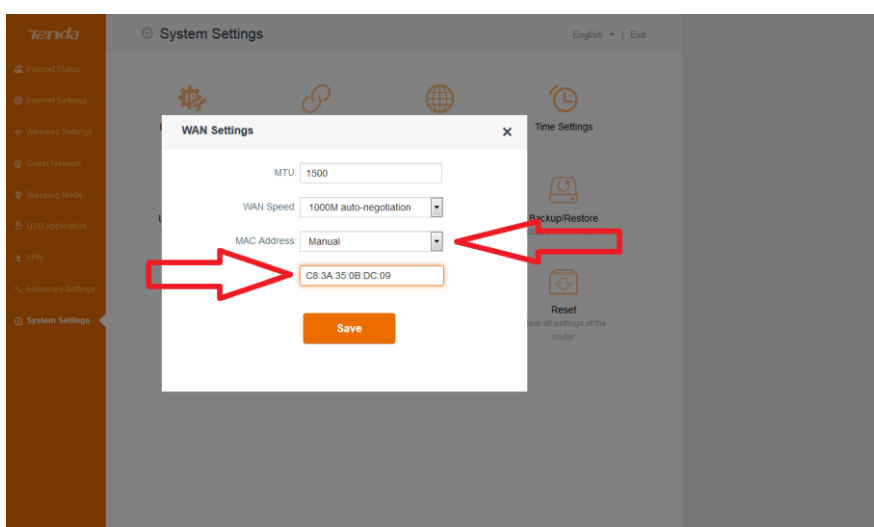 Tenda
System Settings
English | Exit
Internet Status
Internet Settings
Wireless Settings
Guest Network
Sleeping Mode
USB Application
VPN
Advanced Settings
System Settings
Time Settings
WAN Settings
MTU: 1500
WAN Speed: 1000M auto-negotiation
MAC Address: Manual
C8:3A:35:0B:DC:09
Save
Backup/Restore
Reset
ear all settings of the
router